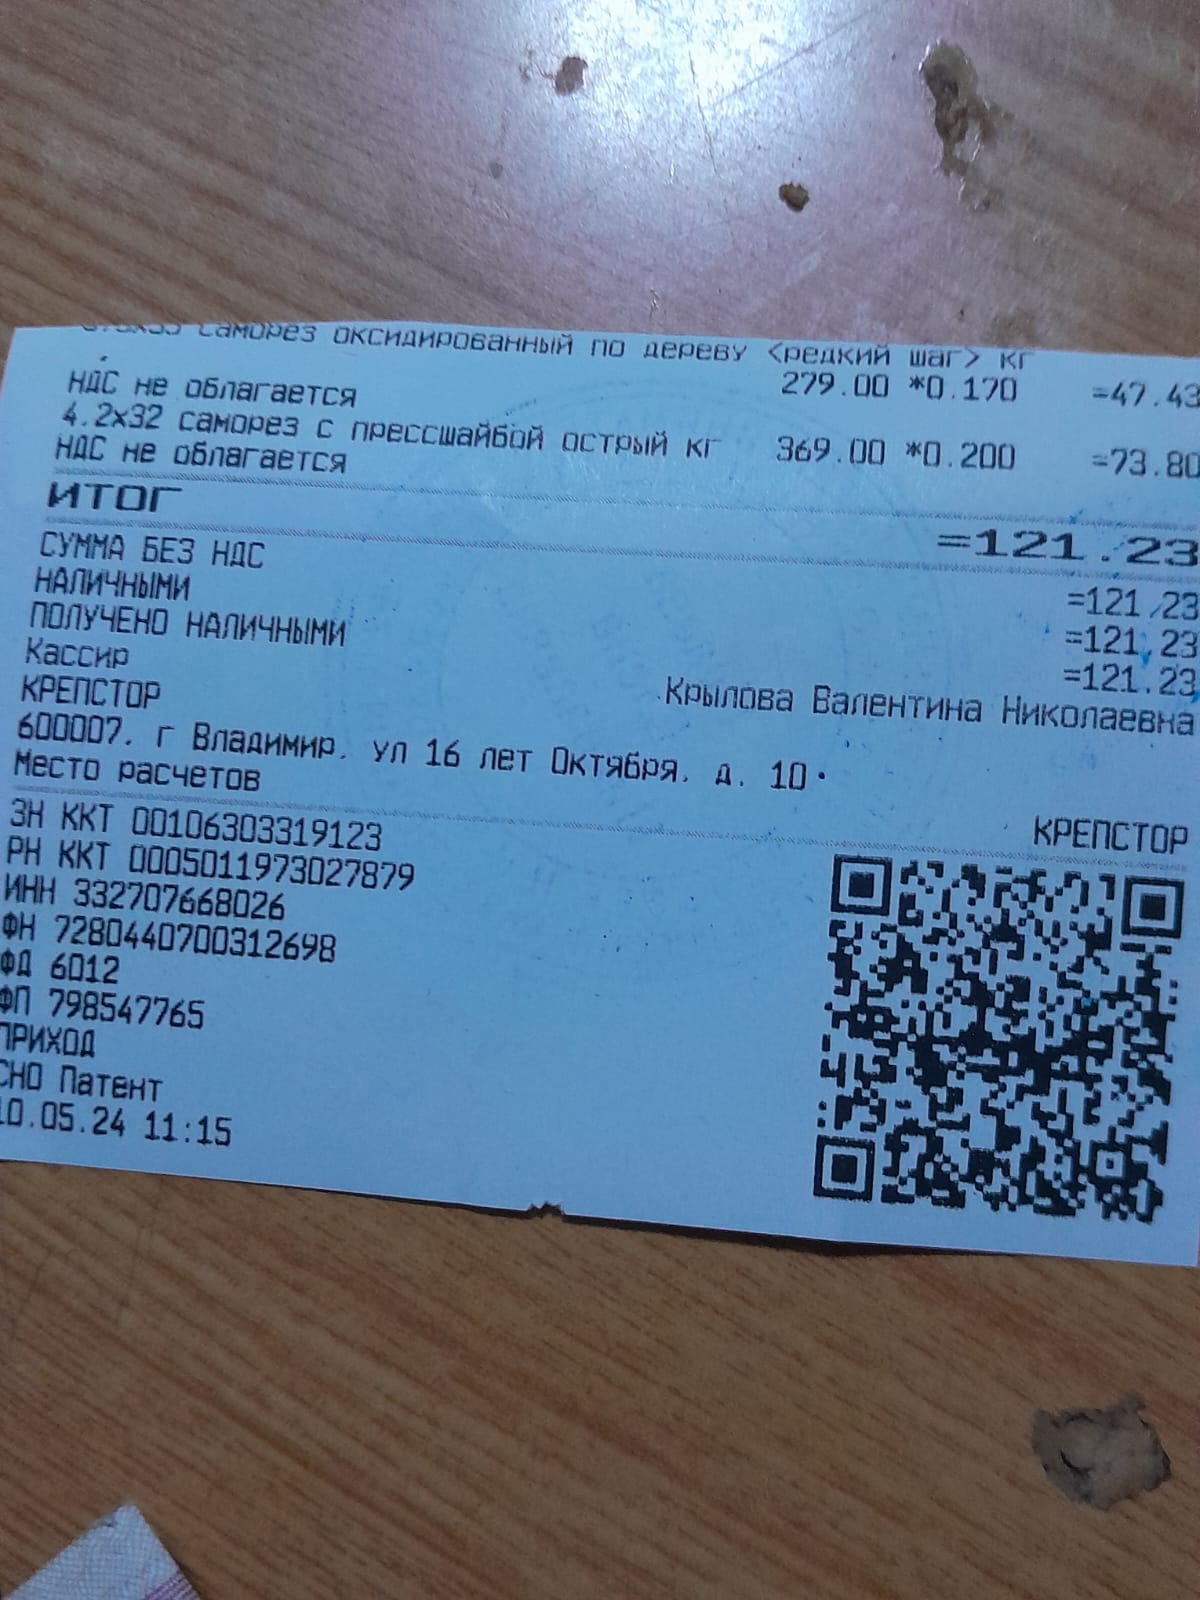 саморез оксидированный по дереву <редкий шаг> кг
279.00 *0.170 =47.43
НДС не облагается
4.2х32 саморез с прессшайбой острый кг 369.00 *0.200 =73.80
НДС не облагается
ИТОГ =121.23
СУММА БЕЗ НДС =121.23
НАЛИЧНЫМИ =121.23
ПОЛУЧЕНО НАЛИЧНЫМИ =121.23
Кассир Крылова Валентина Николаевна
КРЕПСТОР
600007, г Владимир, ул 16 лет Октября, д. 10
Место расчетов КРЕПСТОР
ЗН ККТ 00106303319123
РН ККТ 0005011973027879
ИНН 332707668026
ФН 7280440700312698
ФД 6012
ФП 798547765
ПРИХОД
СНО Патент
10.05.24 11:15